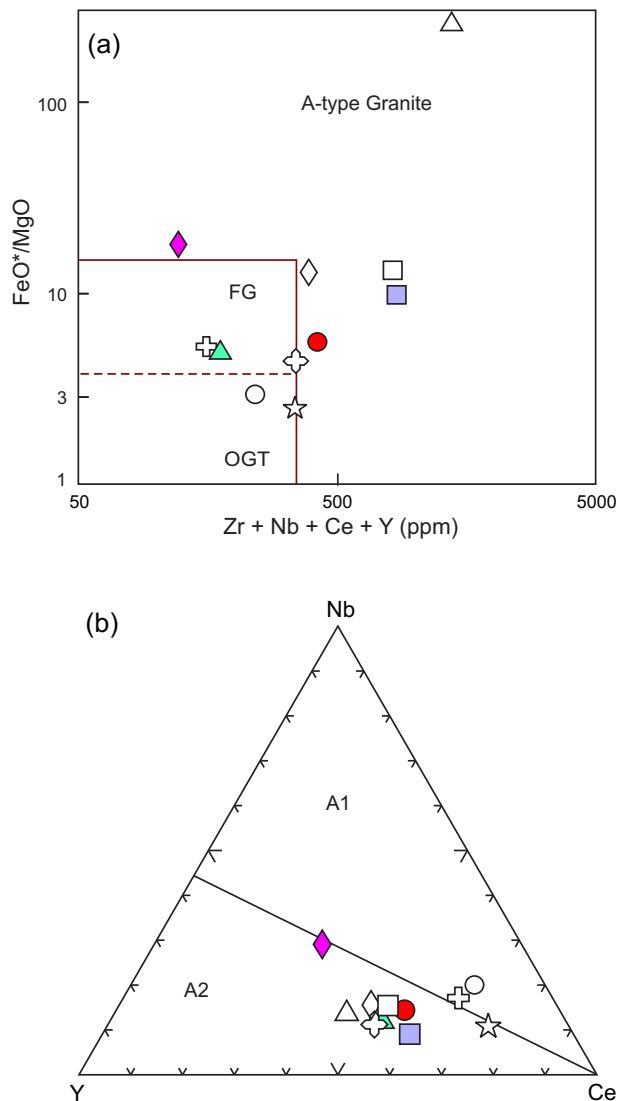 (a)
A-type Granite
100
FeO*/MgO
10
FG
3
OGT
1
50
500
5000
Zr + Nb + Ce + Y (ppm)
(b)
Nb
A1
A2
Y
Ce